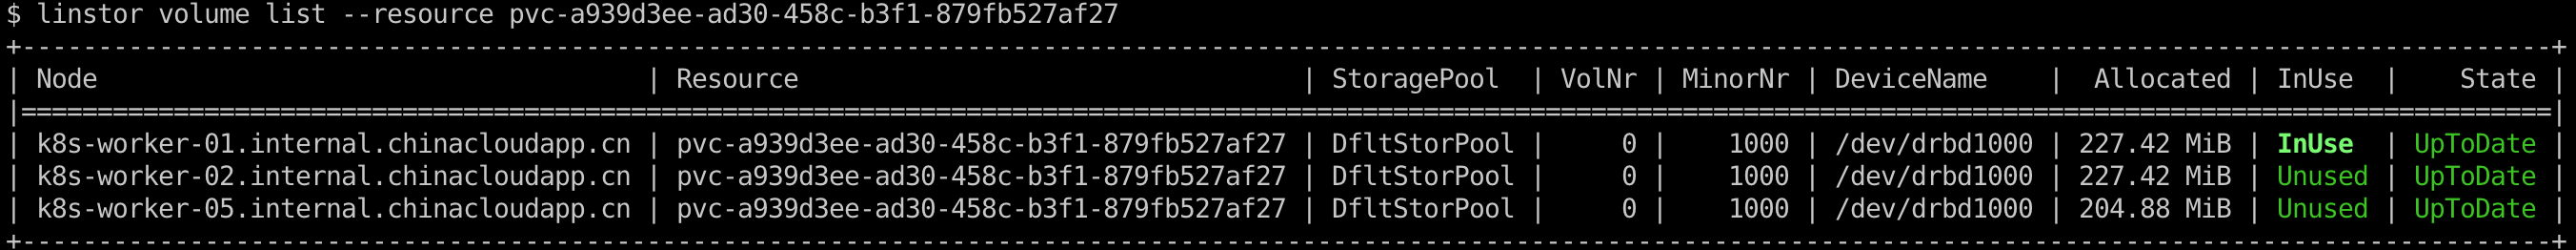 $ linstor volume list --resource pvc-a939d3ee-ad30-458c-b3f1-879fb527af27
+------------------------------------------------------------------------------------------------------------------------------------------------------------------------+
| Node                                    | Resource                                 | StoragePool  | VolNr | MinorNr | DeviceName    |  Allocated | InUse  |    State |
|========================================================================================================================================================================|
| k8s-worker-01.internal.chinacloudapp.cn | pvc-a939d3ee-ad30-458c-b3f1-879fb527af27 | DfltStorPool |     0 |    1000 | /dev/drbd1000 | 227.42 MiB | InUse  | UpToDate |
| k8s-worker-02.internal.chinacloudapp.cn | pvc-a939d3ee-ad30-458c-b3f1-879fb527af27 | DfltStorPool |     0 |    1000 | /dev/drbd1000 | 227.42 MiB | Unused | UpToDate |
| k8s-worker-05.internal.chinacloudapp.cn | pvc-a939d3ee-ad30-458c-b3f1-879fb527af27 | DfltStorPool |     0 |    1000 | /dev/drbd1000 | 204.88 MiB | Unused | UpToDate |
+------------------------------------------------------------------------------------------------------------------------------------------------------------------------+